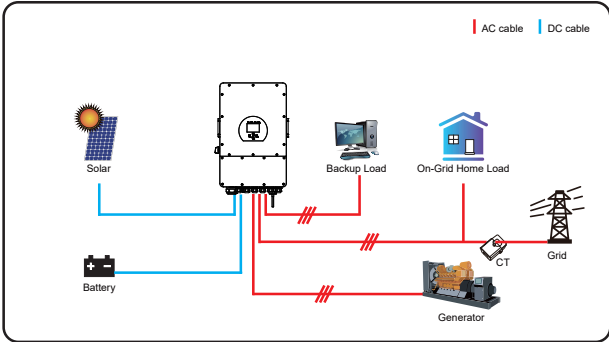 AC cable
DC cable
Solar
Backup Load
On-Grid Home Load
CT
Grid
Battery
Generator